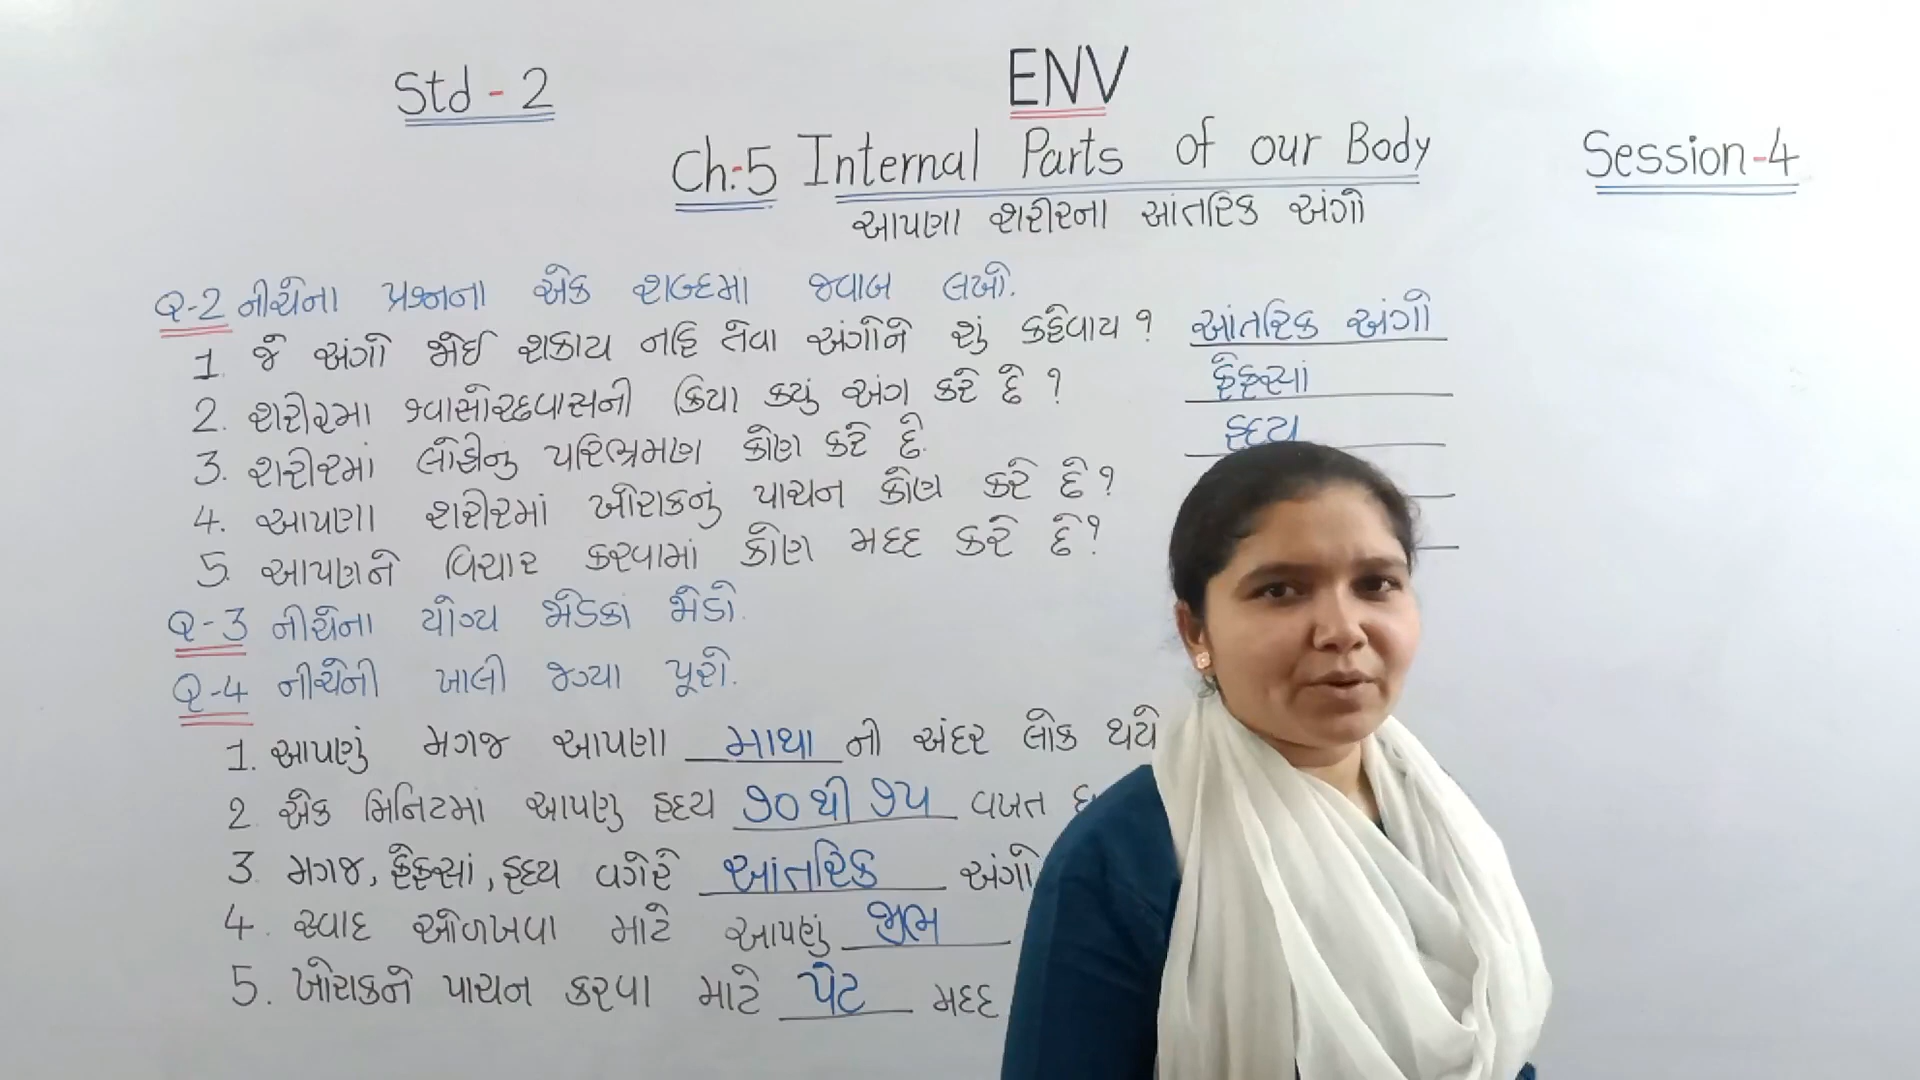 Std - 2
ENV
Ch:-5 Internal Parts of our Body
Session-4
આપણા શરીરના આંતરિક અંગો
Q-2 નીચેના પ્રશ્નના એક શબ્દમાં જવાબ લખો.
1. જે અંગો જોઈ શકાય નહિ તેવા અંગોને શું કહેવાય ? આંતરિક અંગો
2. શરીરમાં શ્વાસોચ્છવાસની ક્રિયા કયું અંગ કરે છે ? ફેફસાં
3. શરીરમાં લોહીનું પરિભ્રમણ કોણ કરે છે. હૃદય
4. આપણા શરીરમાં ખોરાકનું પાચન કોણ કરે છે ?
5. આપણને વિચાર કરવામાં કોણ મદદ કરે છે ?
Q-3 નીચેના યોગ્ય જોડકાં જોડો.
Q-4 નીચેની ખાલી જગ્યા પૂરો.
1. આપણું મગજ આપણા માથા ની અંદર લોક થયે
2. એક મિનિટમાં આપણુ હૃદય ૭૦ થી ૭૫ વખત
3. મગજ, ફેફસાં, હૃદય વગેરે આંતરિક અંગો
4. સ્વાદ ઓળખવા માટે આપણું જીભ
5. ખોરાકને પાચન કરવા માટે પેટ મદદ